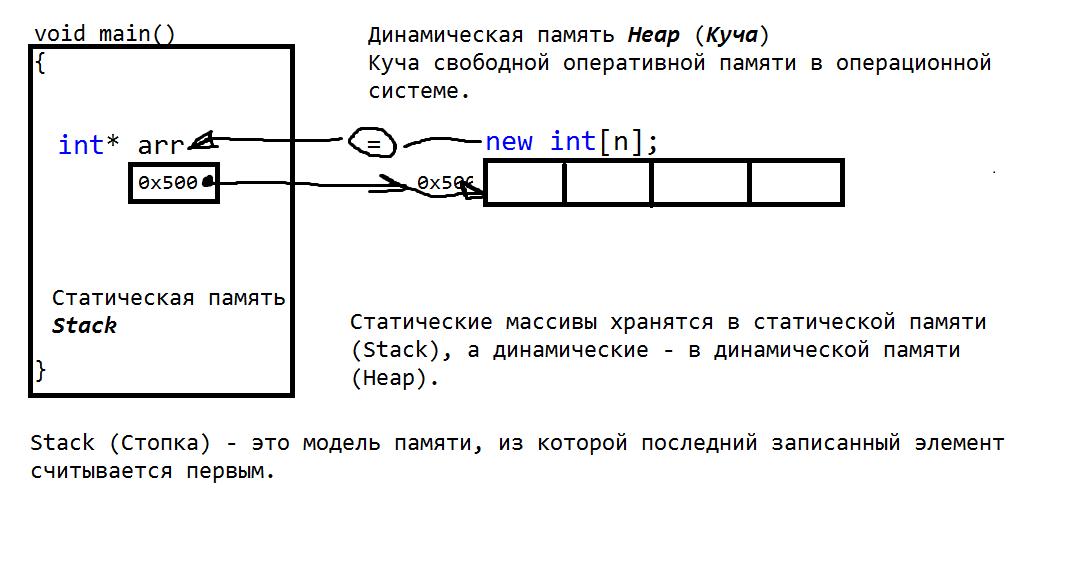 void main()
{
int* arr = new int[n];
0x500
0x500
Статическая память
Stack
}
Динамическая память Heap (Куча)
Куча свободной оперативной памяти в операционной
системе.
Статические массивы хранятся в статической памяти
(Stack), а динамические - в динамической памяти
(Heap).
Stack (Стопка) - это модель памяти, из которой последний записанный элемент
считывается первым.